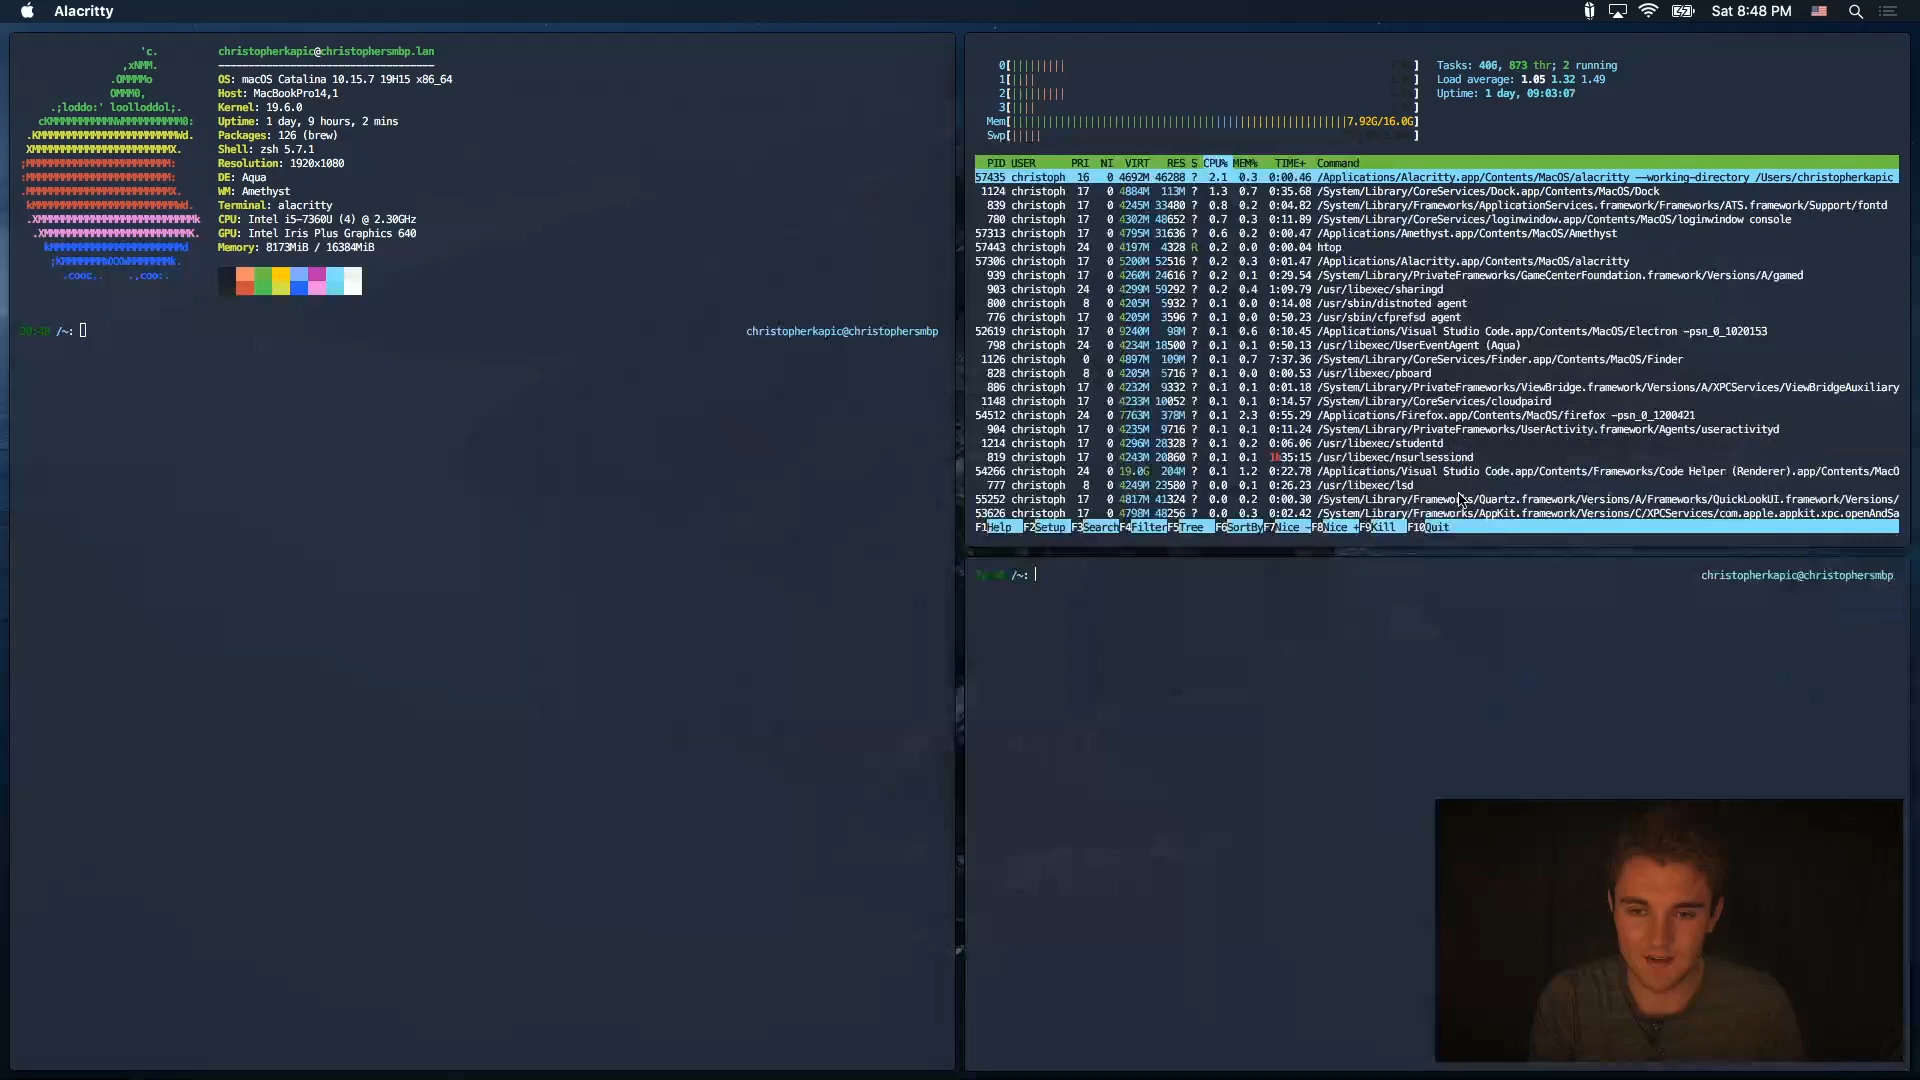 Alacritty
Sat 8:48 PM
'c.
,xNMM.
.OMMMMo
OMMM0,
.;loddo:' loolloddol;.
cKMMMMMMMMMMNWMMMMMMMMMM0:
.KMMMMMMMMMMMMMMMMMMMMMMMWd.
XMMMMMMMMMMMMMMMMMMMMMMMX.
;MMMMMMMMMMMMMMMMMMMMMMMM:
:MMMMMMMMMMMMMMMMMMMMMMMM:
.MMMMMMMMMMMMMMMMMMMMMMMMX.
kMMMMMMMMMMMMMMMMMMMMMMMMWd.
.XMMMMMMMMMMMMMMMMMMMMMMMMMMk
.XMMMMMMMMMMMMMMMMMMMMMMMMK.
kMMMMMMMMMMMMMMMMMMMMMMd
;KMMMMMMMWXXWMMMMMMMk.
.cooc,. .,coo:.
christopherkapic@christophersmbp.lan
------------------------------------
OS: macOS Catalina 10.15.7 19H15 x86_64
Host: MacBookPro14,1
Kernel: 19.6.0
Uptime: 1 day, 9 hours, 2 mins
Packages: 126 (brew)
Shell: zsh 5.7.1
Resolution: 1920x1080
DE: Aqua
WM: Amethyst
Terminal: alacritty
CPU: Intel i5-7360U (4) @ 2.30GHz
GPU: Intel Iris Plus Graphics 640
Memory: 8173MiB / 16384MiB
20:48 /~: christopherkapic@christophersmbp
0[||||||||| ] Tasks: 406, 873 thr; 2 running
1[|||| ] Load average: 1.05 1.32 1.49
2[||||||||| ] Uptime: 1 day, 09:03:07
3[|||| ]
Mem[||||||||||||||||||||||||||||||||||||||||||||||||||||||||7.92G/16.0G]
Swp[||||| ]
PID USER PRI NI VIRT RES S CPU% MEM% TIME+ Command
57435 christoph 16 0 4692M 46288 ? 2.1 0.3 0:00.46 /Applications/Alacritty.app/Contents/MacOS/alacritty --working-directory /Users/christopherkapic
1124 christoph 17 0 4884M 113M ? 1.3 0.7 0:35.68 /System/Library/CoreServices/Dock.app/Contents/MacOS/Dock
839 christoph 17 0 4245M 33480 ? 0.8 0.2 0:04.82 /System/Library/Frameworks/ApplicationServices.framework/Frameworks/ATS.framework/Support/fontd
780 christoph 17 0 4302M 48652 ? 0.7 0.3 0:11.89 /System/Library/CoreServices/loginwindow.app/Contents/MacOS/loginwindow console
57313 christoph 17 0 4795M 31636 ? 0.6 0.2 0:00.47 /Applications/Amethyst.app/Contents/MacOS/Amethyst
57443 christoph 24 0 4197M 4328 R 0.2 0.0 0:00.04 htop
57306 christoph 17 0 5200M 52516 ? 0.2 0.3 0:01.47 /Applications/Alacritty.app/Contents/MacOS/alacritty
939 christoph 17 0 4260M 24616 ? 0.2 0.1 0:29.54 /System/Library/PrivateFrameworks/GameCenterFoundation.framework/Versions/A/gamed
903 christoph 24 0 4299M 59292 ? 0.2 0.4 1:09.79 /usr/libexec/sharingd
800 christoph 8 0 4205M 5932 ? 0.1 0.0 0:14.08 /usr/sbin/distnoted agent
776 christoph 17 0 4205M 3596 ? 0.1 0.0 0:50.23 /usr/sbin/cfprefsd agent
52619 christoph 17 0 9240M 98M ? 0.1 0.6 0:10.45 /Applications/Visual Studio Code.app/Contents/MacOS/Electron -psn_0_1020153
798 christoph 24 0 4234M 18500 ? 0.1 0.1 0:50.13 /usr/libexec/UserEventAgent (Aqua)
1126 christoph 0 0 4897M 109M ? 0.1 0.7 7:37.36 /System/Library/CoreServices/Finder.app/Contents/MacOS/Finder
828 christoph 8 0 4205M 5716 ? 0.1 0.0 0:00.53 /usr/libexec/pboard
886 christoph 17 0 4232M 9332 ? 0.1 0.1 0:01.18 /System/Library/PrivateFrameworks/ViewBridge.framework/Versions/A/XPCServices/ViewBridgeAuxiliary
1148 christoph 17 0 4233M 10052 ? 0.1 0.1 0:14.57 /System/Library/CoreServices/cloudpaird
54512 christoph 24 0 7763M 378M ? 0.1 2.3 0:55.29 /Applications/Firefox.app/Contents/MacOS/firefox -psn_0_1200421
904 christoph 17 0 4235M 9716 ? 0.1 0.1 0:11.24 /System/Library/PrivateFrameworks/UserActivity.framework/Agents/useractivityd
1214 christoph 17 0 4296M 28328 ? 0.1 0.2 0:06.06 /usr/libexec/studentd
819 christoph 17 0 4243M 20860 ? 0.1 0.1 1h35:15 /usr/libexec/nsurlsessiond
54266 christoph 24 0 19.0G 204M ? 0.1 1.2 0:22.78 /Applications/Visual Studio Code.app/Contents/Frameworks/Code Helper (Renderer).app/Contents/MacO
777 christoph 8 0 4249M 23580 ? 0.0 0.1 0:26.23 /usr/libexec/lsd
55252 christoph 17 0 4817M 41324 ? 0.0 0.2 0:00.30 /System/Library/Frameworks/Quartz.framework/Versions/A/Frameworks/QuickLookUI.framework/Versions/
53626 christoph 17 0 4798M 48256 ? 0.0 0.3 0:02.42 /System/Library/Frameworks/AppKit.framework/Versions/C/XPCServices/com.apple.appkit.xpc.openAndSa
F1Help F2Setup F3SearchF4FilterF5Tree F6SortByF7Nice -F8Nice +F9Kill F10Quit
/~: christopherkapic@christophersmbp